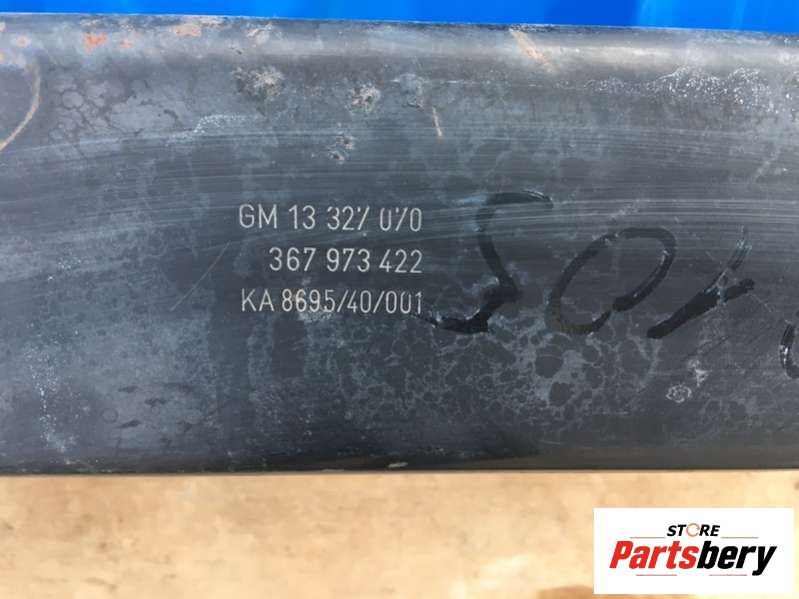 GM 13 327 070
367 973 422
KA 8695/40/001
STORE
Partsbery